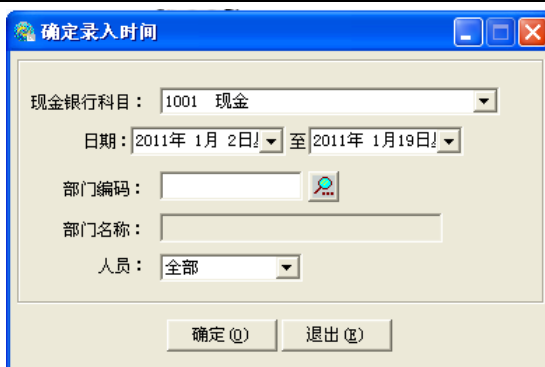 确定录入时间
现金银行科目： 1001 现金
日期： 2011年 1月 2日 至 2011年 1月19日
部门编码：
部门名称：
人员： 全部
确定(O) 退出(E)